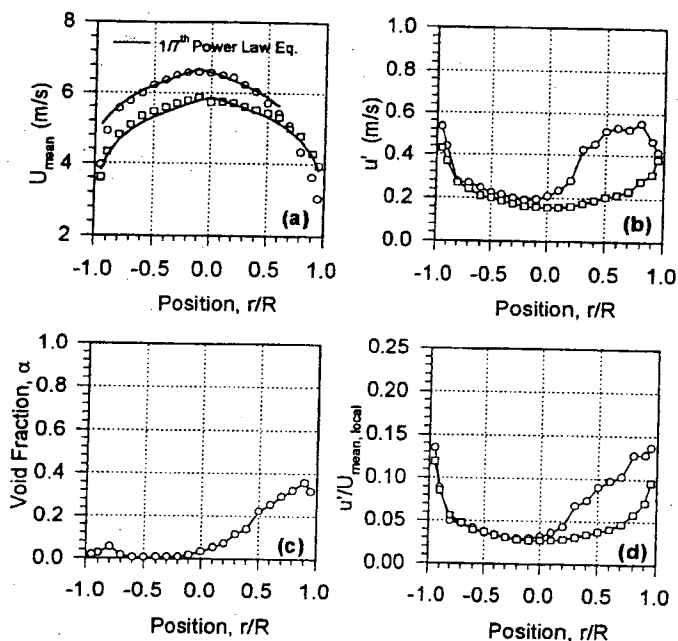 8
6
4
2
U mean (m/s)
1/7th Power Law Eq.
(a)
-1.0 -0.5 0.0 0.5 1.0
Position, r/R
1.0
0.8
0.6
0.4
0.2
0.0
u' (m/s)
(b)
-1.0 -0.5 0.0 0.5 1.0
Position, r/R
1.0
0.8
0.6
0.4
0.2
0.0
Void Fraction, α
(c)
-1.0 -0.5 0.0 0.5 1.0
Position, r/R
0.25
0.20
0.15
0.10
0.05
0.00
u'/U mean, local
(d)
-1.0 -0.5 0.0 0.5 1.0
Position, r/R